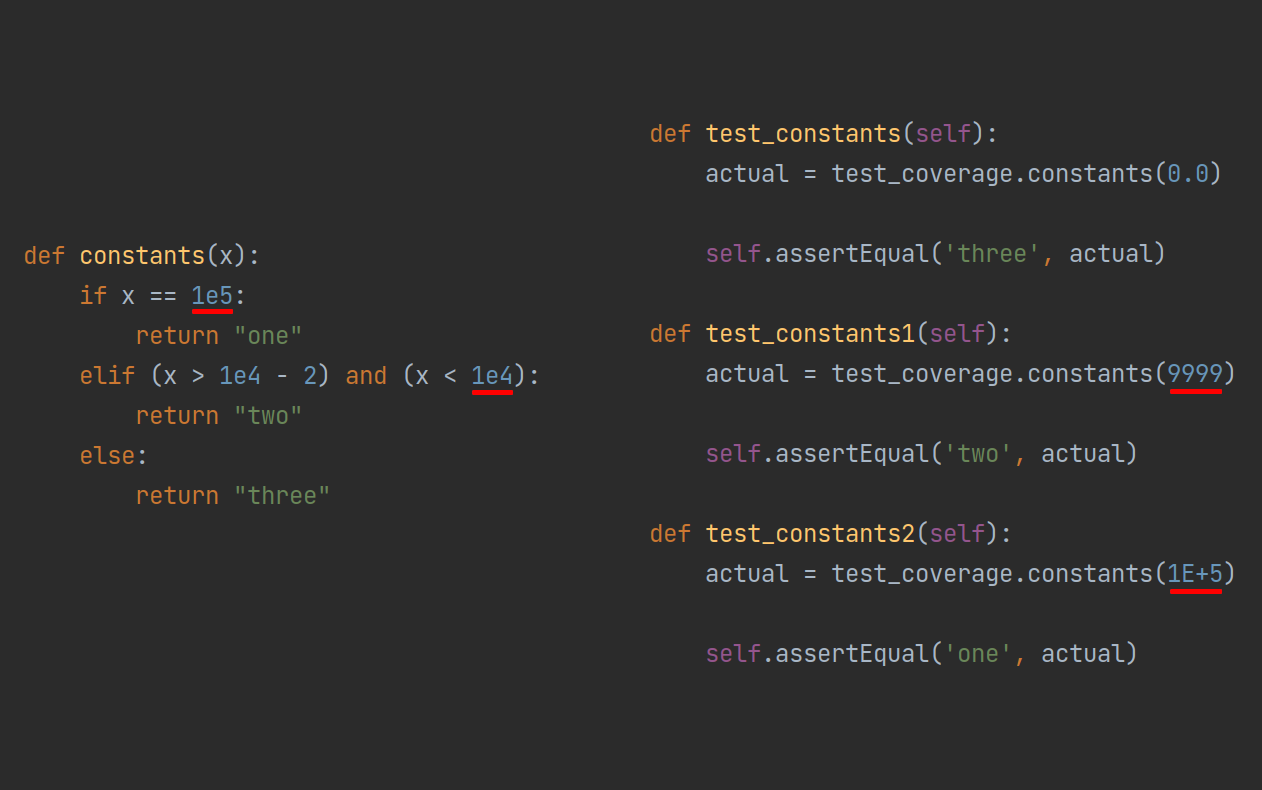 def constants(x):
    if x == 1e5:
        return "one"
    elif (x > 1e4 - 2) and (x < 1e4):
        return "two"
    else:
        return "three"
def test_constants(self):
    actual = test_coverage.constants(0.0)
    self.assertEqual('three', actual)
def test_constants1(self):
    actual = test_coverage.constants(9999)
    self.assertEqual('two', actual)
def test_constants2(self):
    actual = test_coverage.constants(1E+5)
    self.assertEqual('one', actual)